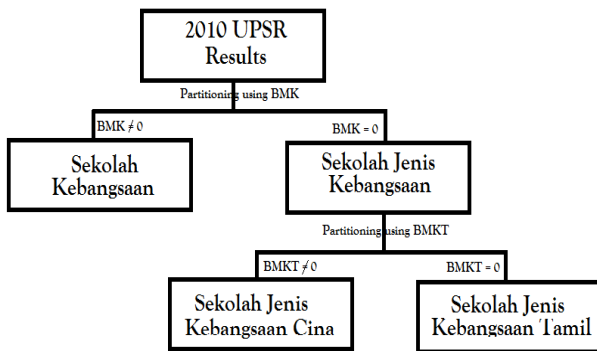 2010 UPSR
Results
Partitioning using BMK
BMK ≠ 0
BMK = 0
Sekolah
Kebangsaan
Sekolah Jenis
Kebangsaan
Partitioning using BMKT
BMKT ≠ 0
BMKT = 0
Sekolah Jenis
Kebangsaan Cina
Sekolah Jenis
Kebangsaan Tamil